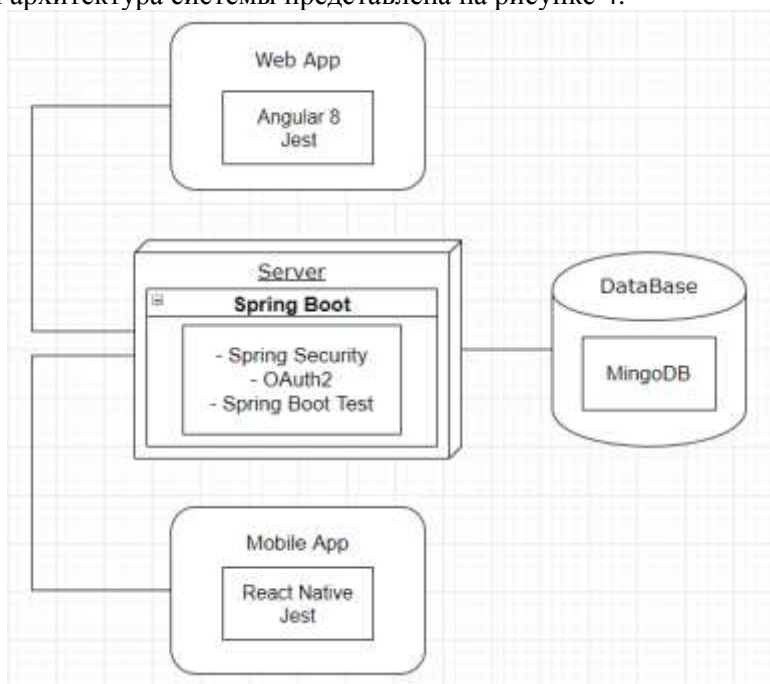 архитектура системы представлена на рисунке 4.
Web App
Angular 8
Jest
Server
Spring Boot
- Spring Security
- OAuth2
- Spring Boot Test
DataBase
MingoDB
Mobile App
React Native
Jest